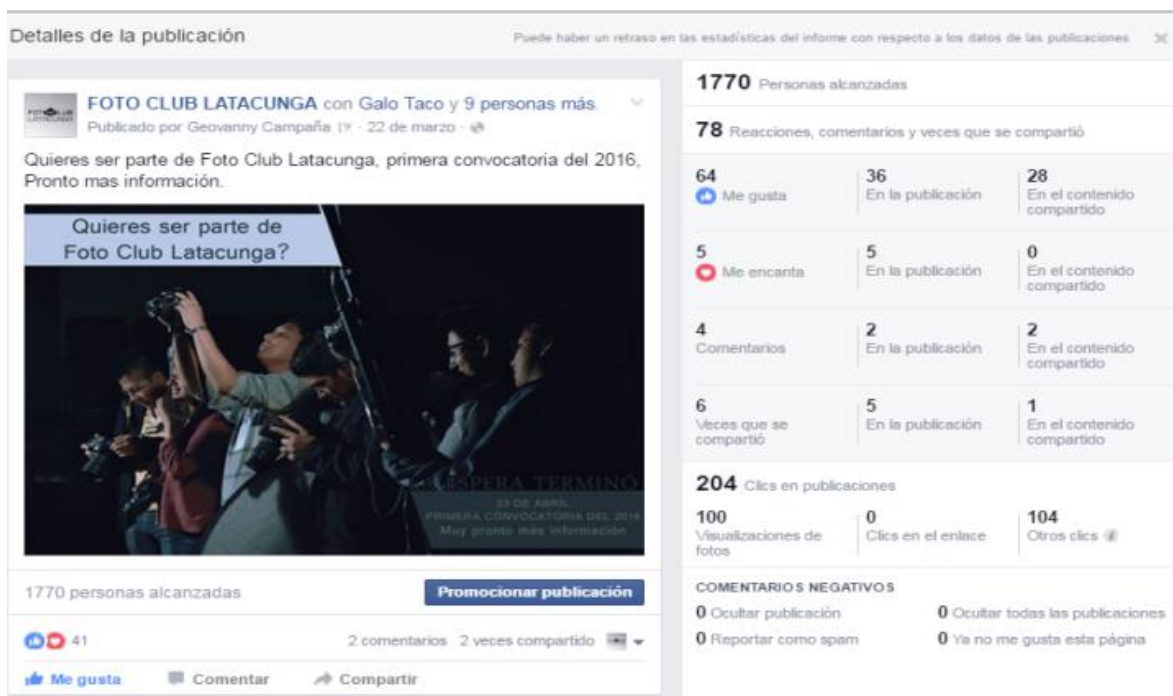 Detalles de la publicación
Puede haber un retraso en las estadísticas del informe con respecto a los datos de las publicaciones
FOTO CLUB LATACUNGA con Galo Taco y 9 personas más.
Publicado por Geovanny Campaña · 22 de marzo ·
Quieres ser parte de Foto Club Latacunga, primera convocatoria del 2016,
Pronto mas información.
Quieres ser parte de
Foto Club Latacunga?
ESPERA TERMINÓ
23 DE ABRIL
PRIMERA CONVOCATORIA DEL 2016
Muy pronto más información
1770 personas alcanzadas
Promocionar publicación
41
2 comentarios 2 veces compartido
Me gusta Comentar Compartir
1770 Personas alcanzadas
78 Reacciones, comentarios y veces que se compartió
64
Me gusta
36
En la publicación
28
En el contenido
compartido
5
Me encanta
5
En la publicación
0
En el contenido
compartido
4
Comentarios
2
En la publicación
2
En el contenido
compartido
6
Veces que se
compartió
5
En la publicación
1
En el contenido
compartido
204 Clics en publicaciones
100
Visualizaciones de
fotos
0
Clics en el enlace
104
Otros clics
COMENTARIOS NEGATIVOS
0 Ocultar publicación
0 Ocultar todas las publicaciones
0 Reportar como spam
0 Ya no me gusta esta página